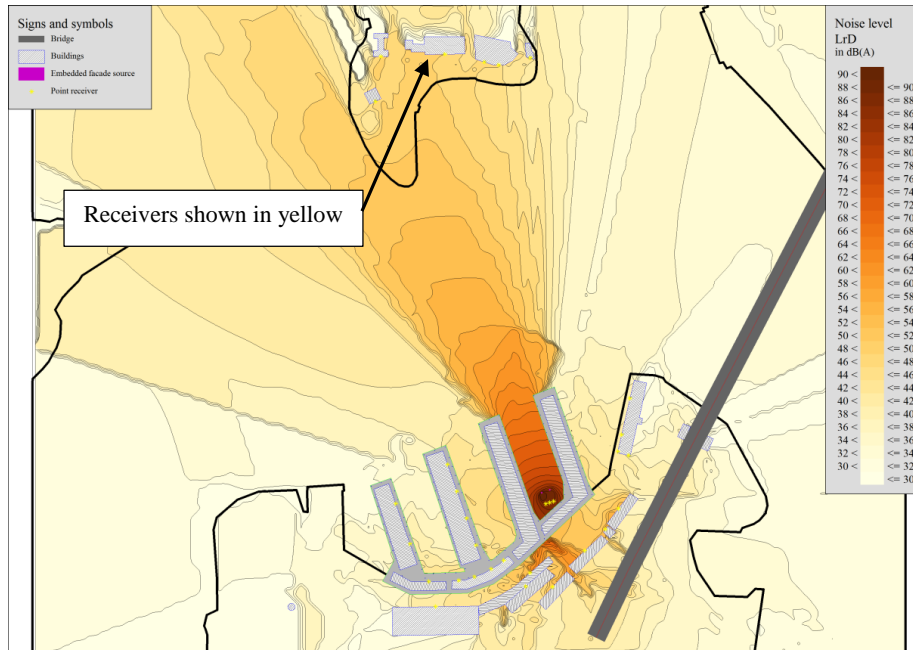 Signs and symbols
Bridge
Buildings
Embedded facade source
Point receiver
Receivers shown in yellow
Noise level
LrD
in dB(A)
90 <
88 < <= 90
86 < <= 88
84 < <= 86
82 < <= 84
80 < <= 82
78 < <= 80
76 < <= 78
74 < <= 76
72 < <= 74
70 < <= 72
68 < <= 70
66 < <= 68
64 < <= 66
62 < <= 64
60 < <= 62
58 < <= 60
56 < <= 58
54 < <= 56
52 < <= 54
50 < <= 52
48 < <= 50
46 < <= 48
44 < <= 46
42 < <= 44
40 < <= 42
38 < <= 40
36 < <= 38
34 < <= 36
32 < <= 34
30 < <= 32
<= 30